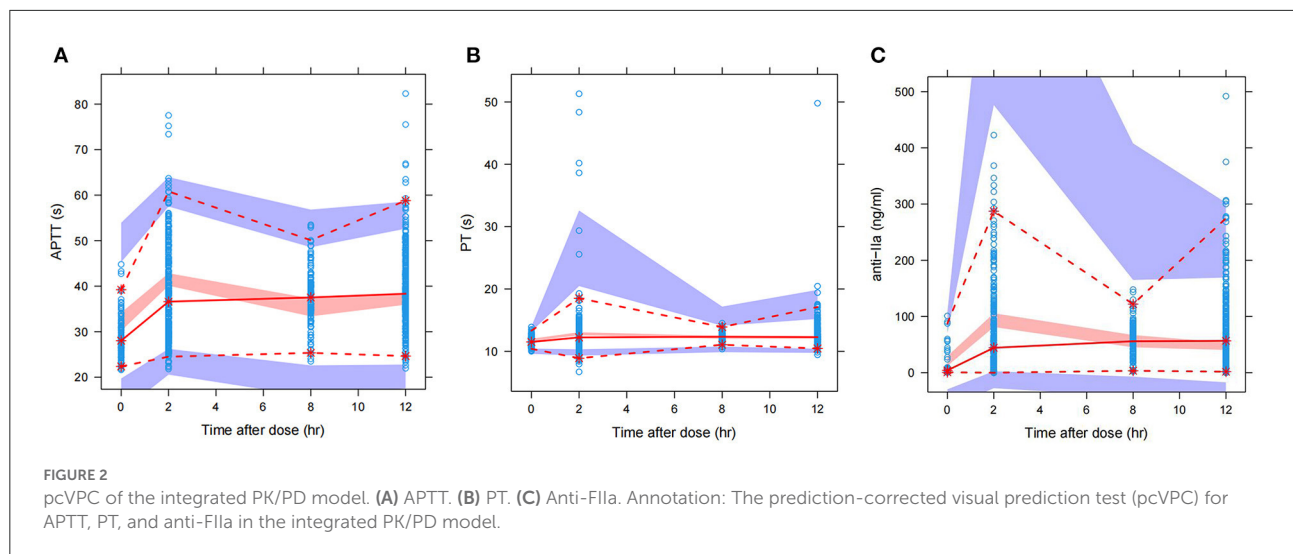 A
APTT (s)
80
70
60
50
40
30
20
0 2 4 6 8 10 12
Time after dose (hr)
B
PT (s)
50
40
30
20
10
0 2 4 6 8 10 12
Time after dose (hr)
C
anti-IIa (ng/ml)
500
400
300
200
100
0
0 2 4 6 8 10 12
Time after dose (hr)
FIGURE 2
pcVPC of the integrated PK/PD model. (A) APTT. (B) PT. (C) Anti-FIIa. Annotation: The prediction-corrected visual prediction test (pcVPC) for
APTT, PT, and anti-FIIa in the integrated PK/PD model.